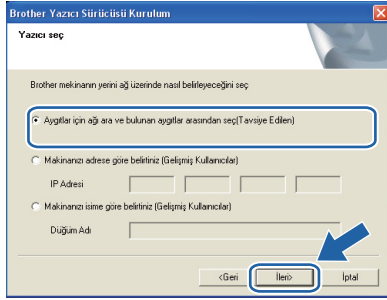 Brother Yazıcı Sürücüsü Kurulum
Yazıcı seç
Brother mekinanın yerini ağ üzerinde nasıl belirleyeceğini seç
Aygıtlar için ağı ara ve bulunan aygıtlar arasından seç(Tavsiye Edilen)
Makinanızı adrese göre belirtiniz (Gelişmiş Kullanıcılar)
IP Adresi
Makinanızı isime göre belirtiniz (Gelişmiş Kullanıcılar)
Düğüm Adı
<Geri İleri> İptal